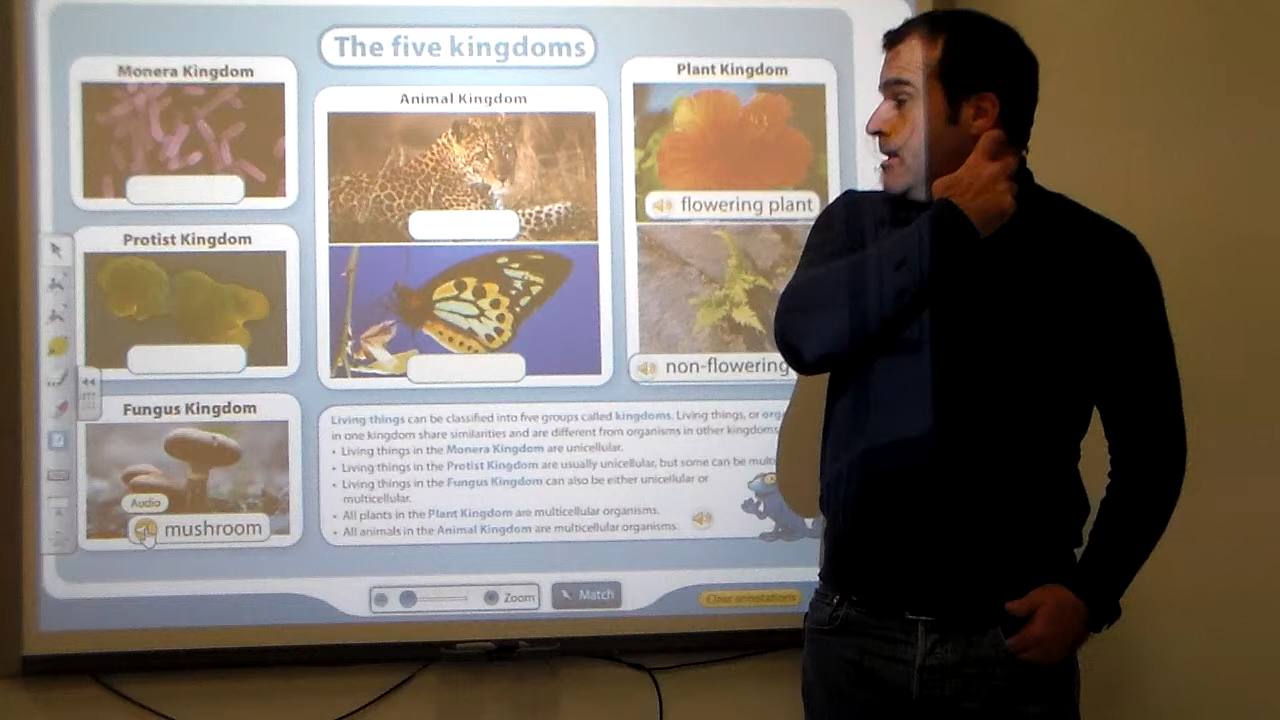 The five kingdoms
Monera Kingdom
Animal Kingdom
Plant Kingdom
flowering plant
Protist Kingdom
non-flowering
Fungus Kingdom
Audio
mushroom
Living things can be classified into five groups called kingdoms. Living things, or
in one kingdom share similarities and are different from organisms in other kingdoms
• Living things in the Monera Kingdom are unicellular.
• Living things in the Protist Kingdom are usually unicellular, but some can be
• Living things in the Fungus Kingdom can also be either unicellular or
multicellular.
• All plants in the Plant Kingdom are multicellular organisms.
• All animals in the Animal Kingdom are multicellular organisms.
Zoom
Match
Clear annotations